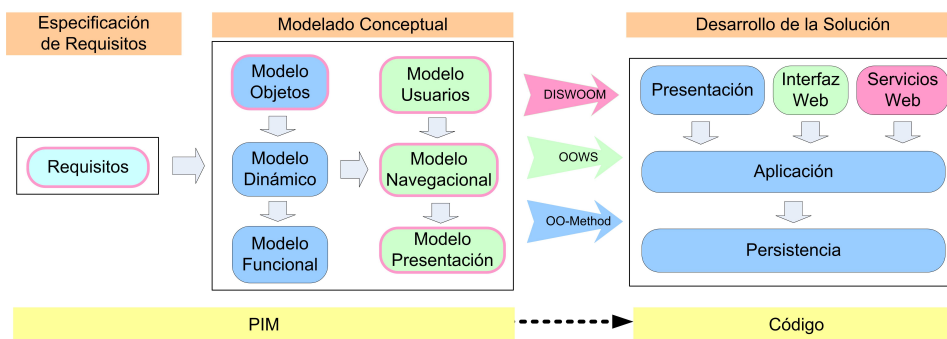 Especificación
de Requisitos
Modelado Conceptual
Desarrollo de la Solución
Requisitos
Modelo
Objetos
Modelo
Usuarios
Modelo
Dinámico
Modelo
Navegacional
Modelo
Funcional
Modelo
Presentación
DISWOOM
OOWS
OO-Method
Presentación
Interfaz
Web
Servicios
Web
Aplicación
Persistencia
PIM
Código